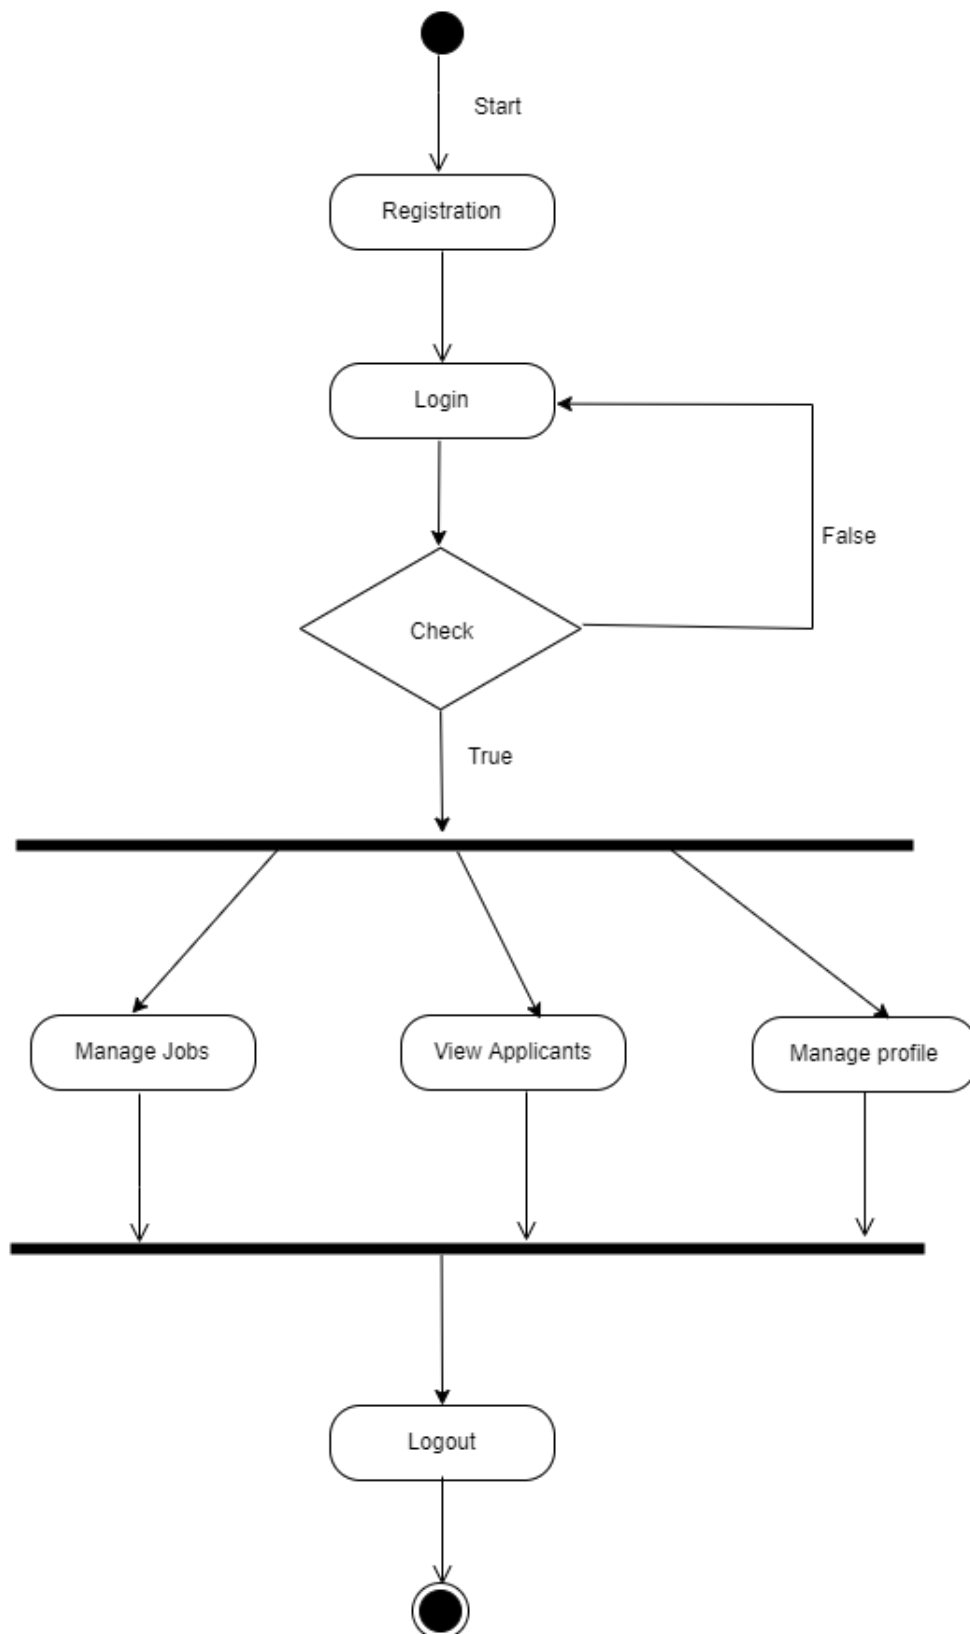 Start
Registration
Login
False
Check
True
Manage Jobs
View Applicants
Manage profile
Logout